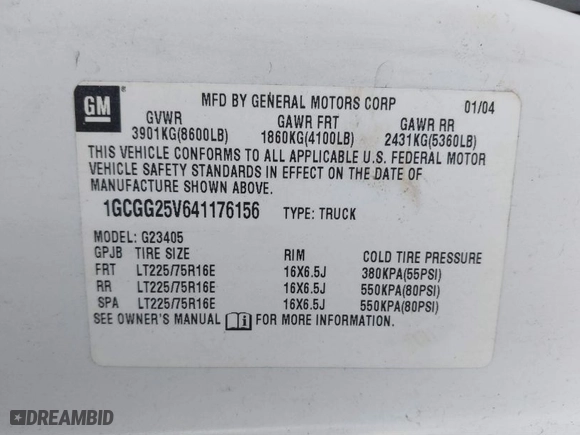 GM
MFD BY GENERAL MOTORS CORP 01/04
GVWR GAWR FRT GAWR RR
3901KG(8600LB) 1860KG(4100LB) 2431KG(5360LB)
THIS VEHICLE CONFORMS TO ALL APPLICABLE U.S. FEDERAL MOTOR
VEHICLE SAFETY STANDARDS IN EFFECT ON THE DATE OF
MANUFACTURE SHOWN ABOVE.
1GCGG25V641176156 TYPE: TRUCK
MODEL: G23405
GPJB TIRE SIZE RIM COLD TIRE PRESSURE
FRT LT225/75R16E 16X6.5J 380KPA(55PSI)
RR LT225/75R16E 16X6.5J 550KPA(80PSI)
SPA LT225/75R16E 16X6.5J 550KPA(80PSI)
SEE OWNER'S MANUAL FOR MORE INFORMATION.
DREAMBID